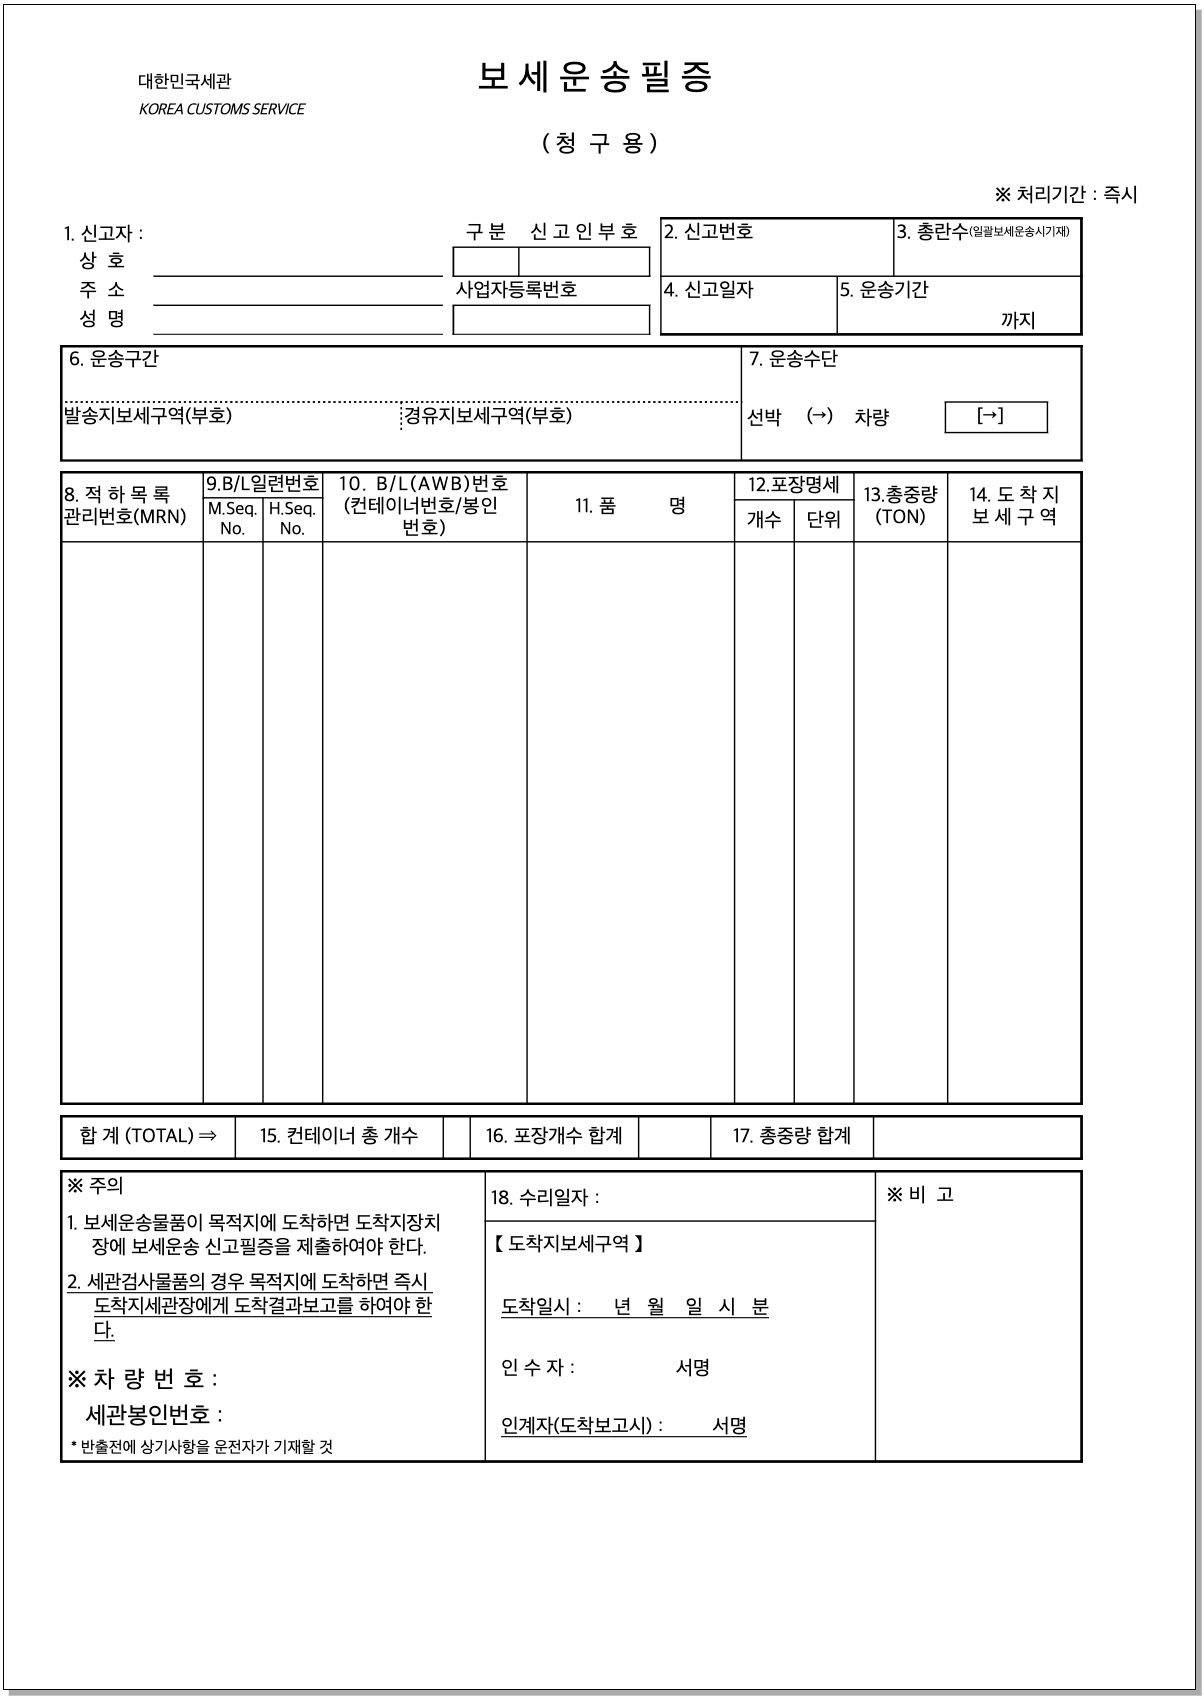 대한민국세관
KOREA CUSTOMS SERVICE
보 세 운 송 필 증
( 청 구 용 )
※ 처리기간 : 즉시
1. 신고자 :
상 호
주 소
성 명
구 분 신 고 인 부 호
사업자등록번호
2. 신고번호
3. 총란수(일괄보세운송시기재)
4. 신고일자
5. 운송기간
까지
6. 운송구간
발송지보세구역(부호)
경유지보세구역(부호)
7. 운송수단
선박 (→) 차량 [→]
8. 적 하 목 록
관리번호(MRN)
9.B/L일련번호
M.Seq.
No.
H.Seq.
No.
10. B/L(AWB)번호
(컨테이너번호/봉인
번호)
11. 품 명
12.포장명세
개수
단위
13.총중량
(TON)
14. 도 착 지
보 세 구 역
합 계 (TOTAL) ⇒
15. 컨테이너 총 개수
16. 포장개수 합계
17. 총중량 합계
※ 주의
1. 보세운송물품이 목적지에 도착하면 도착지장치
장에 보세운송 신고필증을 제출하여야 한다.
2. 세관검사물품의 경우 목적지에 도착하면 즉시
도착지세관장에게 도착결과보고를 하여야 한
다.
※ 차 량 번 호 :
세관봉인번호 :
* 반출전에 상기사항을 운전자가 기재할 것
18. 수리일자 :
【 도착지보세구역 】
도착일시 : 년 월 일 시 분
인 수 자 : 서명
인계자(도착보고시) : 서명
※ 비 고